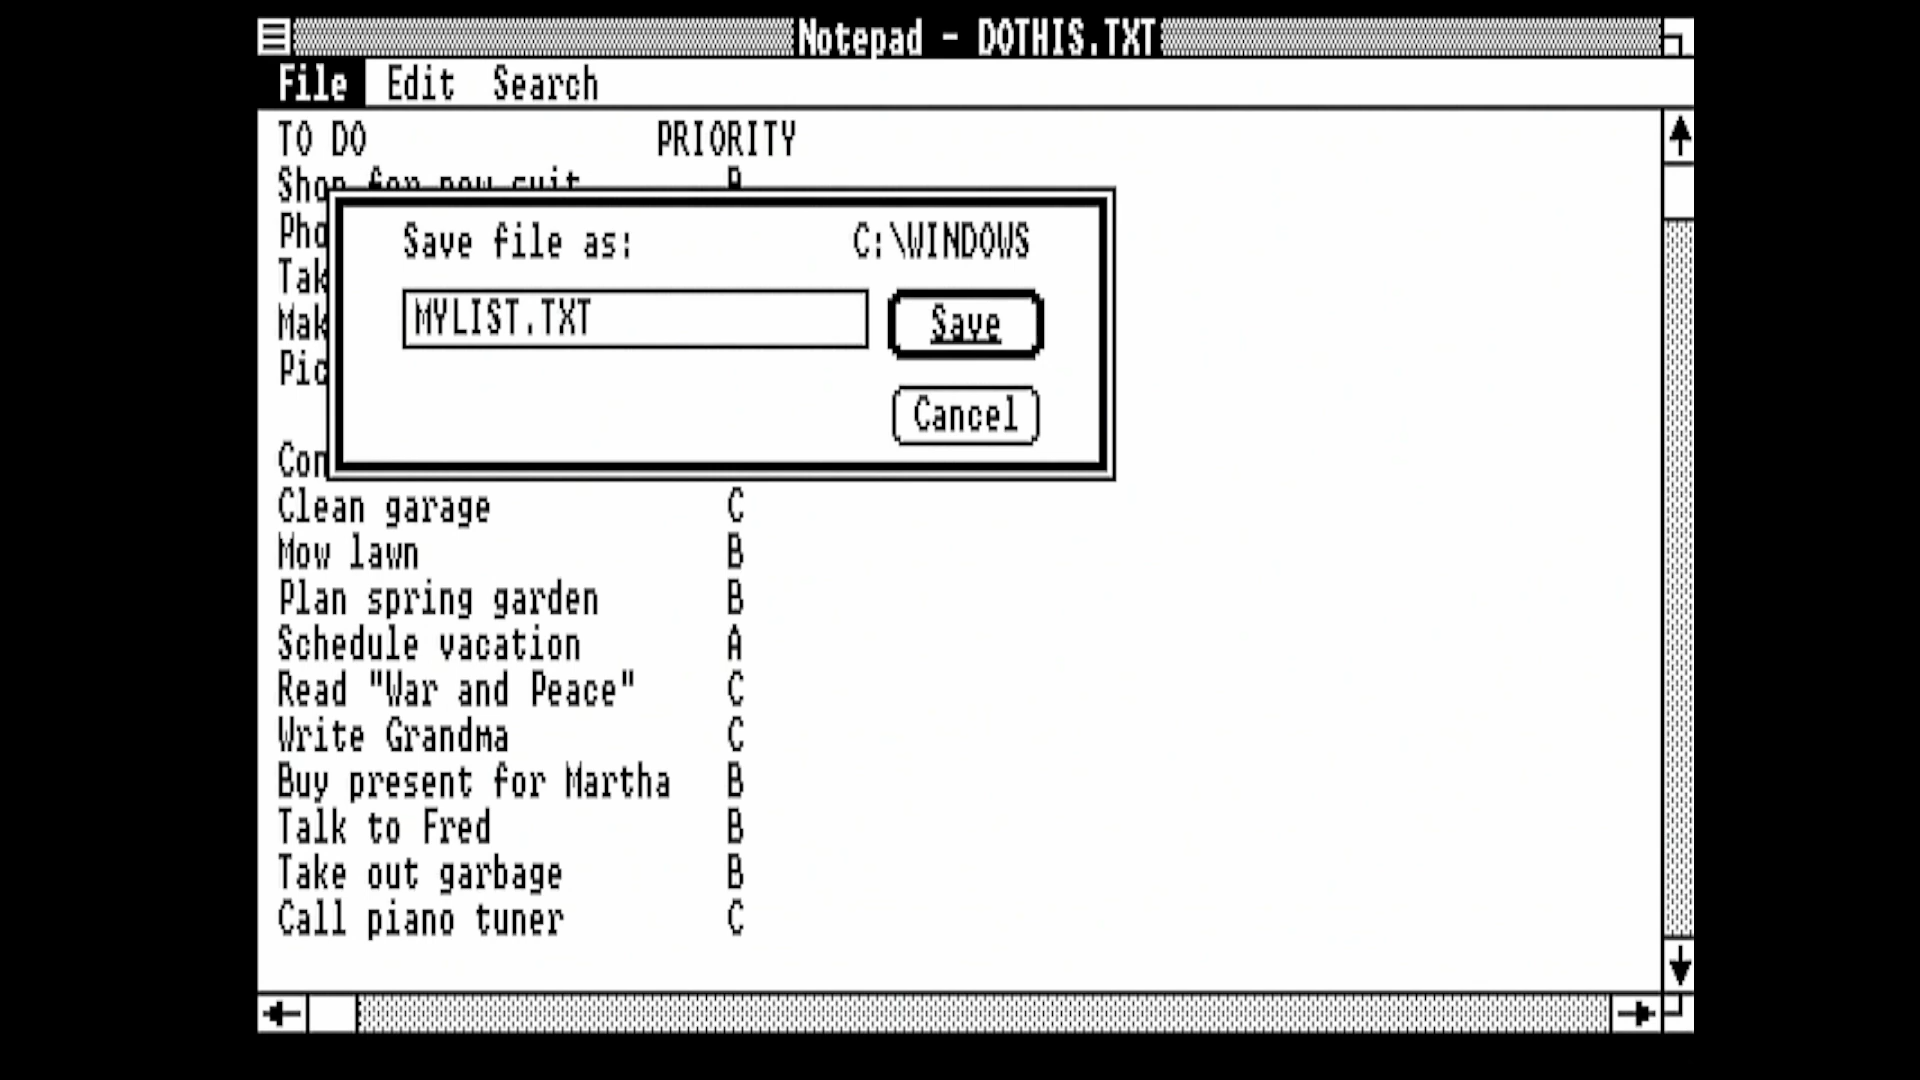 Notepad - DOTHIS.TXT
File Edit Search
TO DO PRIORITY
Save file as: C:\WINDOWS
MYLIST.TXT
Save
Cancel
Clean garage C
Mow lawn B
Plan spring garden B
Schedule vacation A
Read "War and Peace" C
Write Grandma C
Buy present for Martha B
Talk to Fred B
Take out garbage B
Call piano tuner C